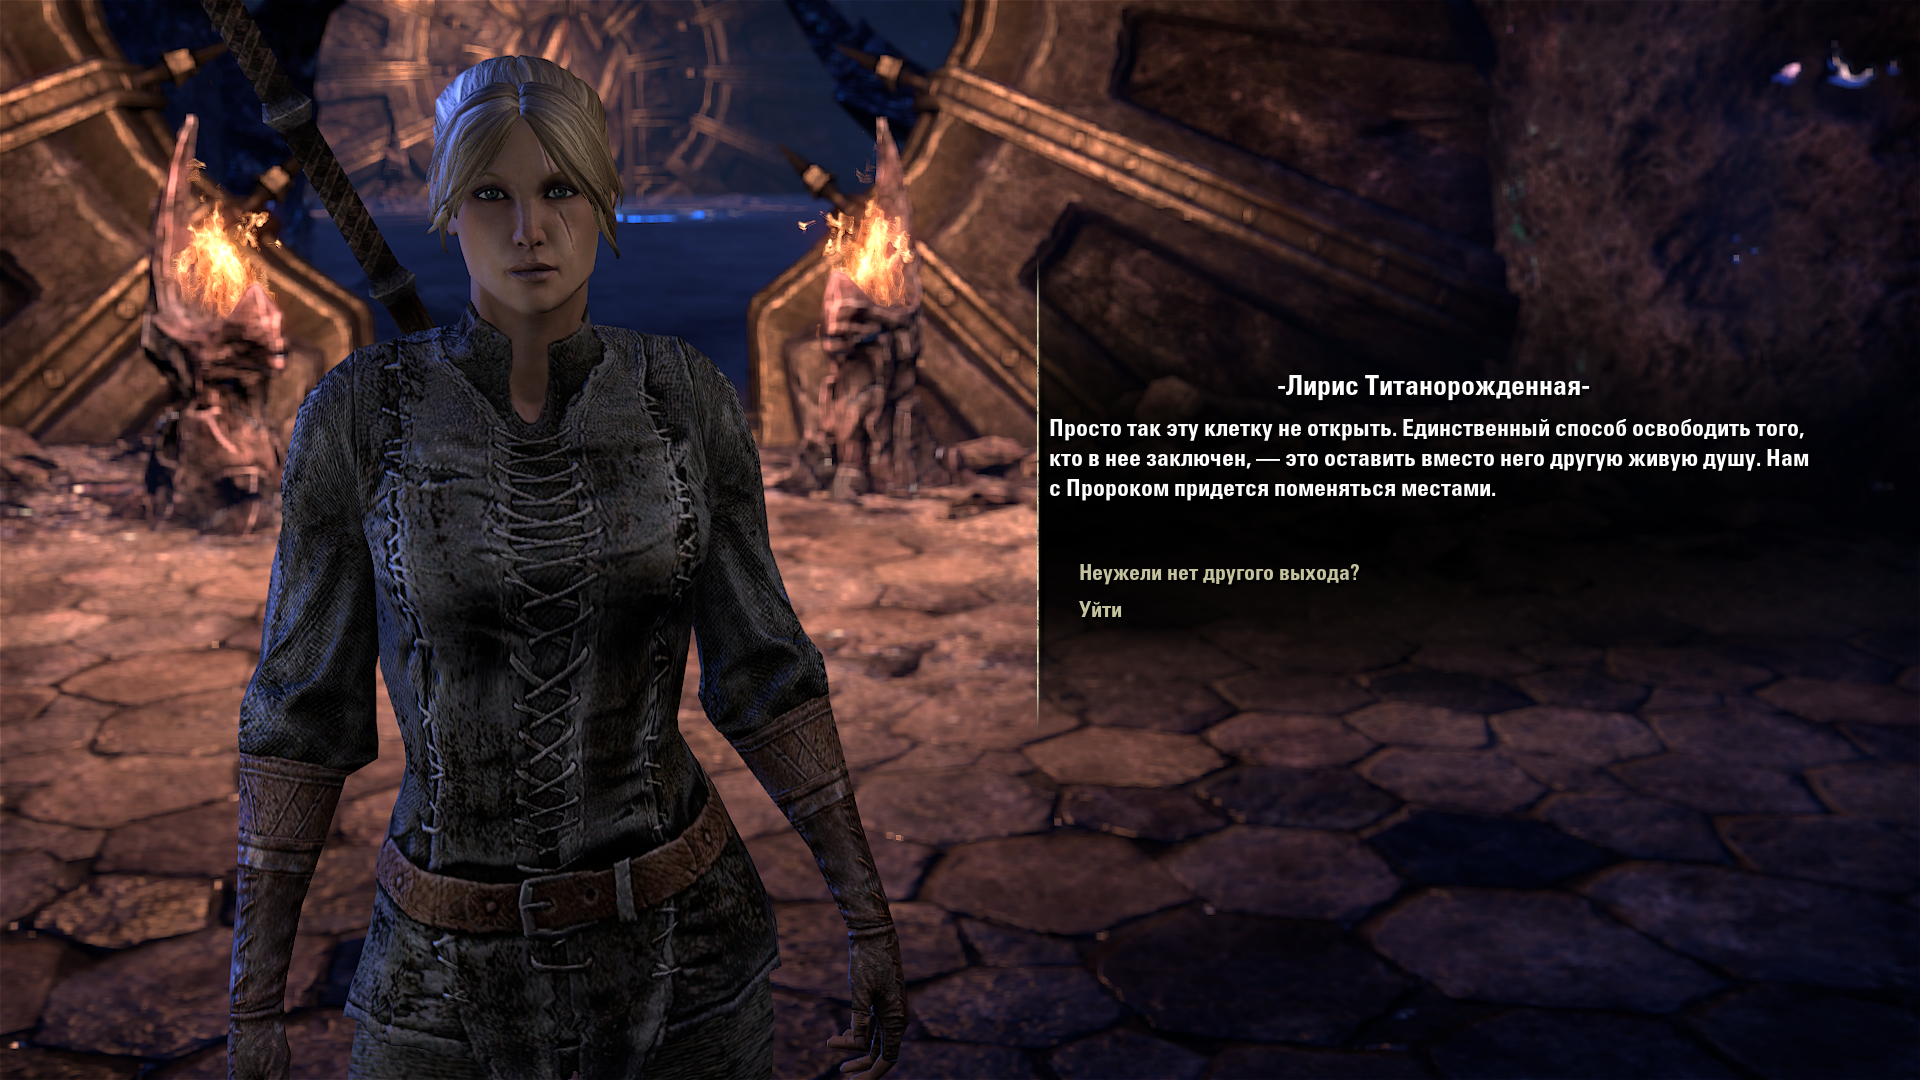 -Лирис Титанорожденная-
Просто так эту клетку не открыть. Единственный способ освободить того,
кто в нее заключен, — это оставить вместо него другую живую душу. Нам
с Пророком придется поменяться местами.
Неужели нет другого выхода?
Уйти